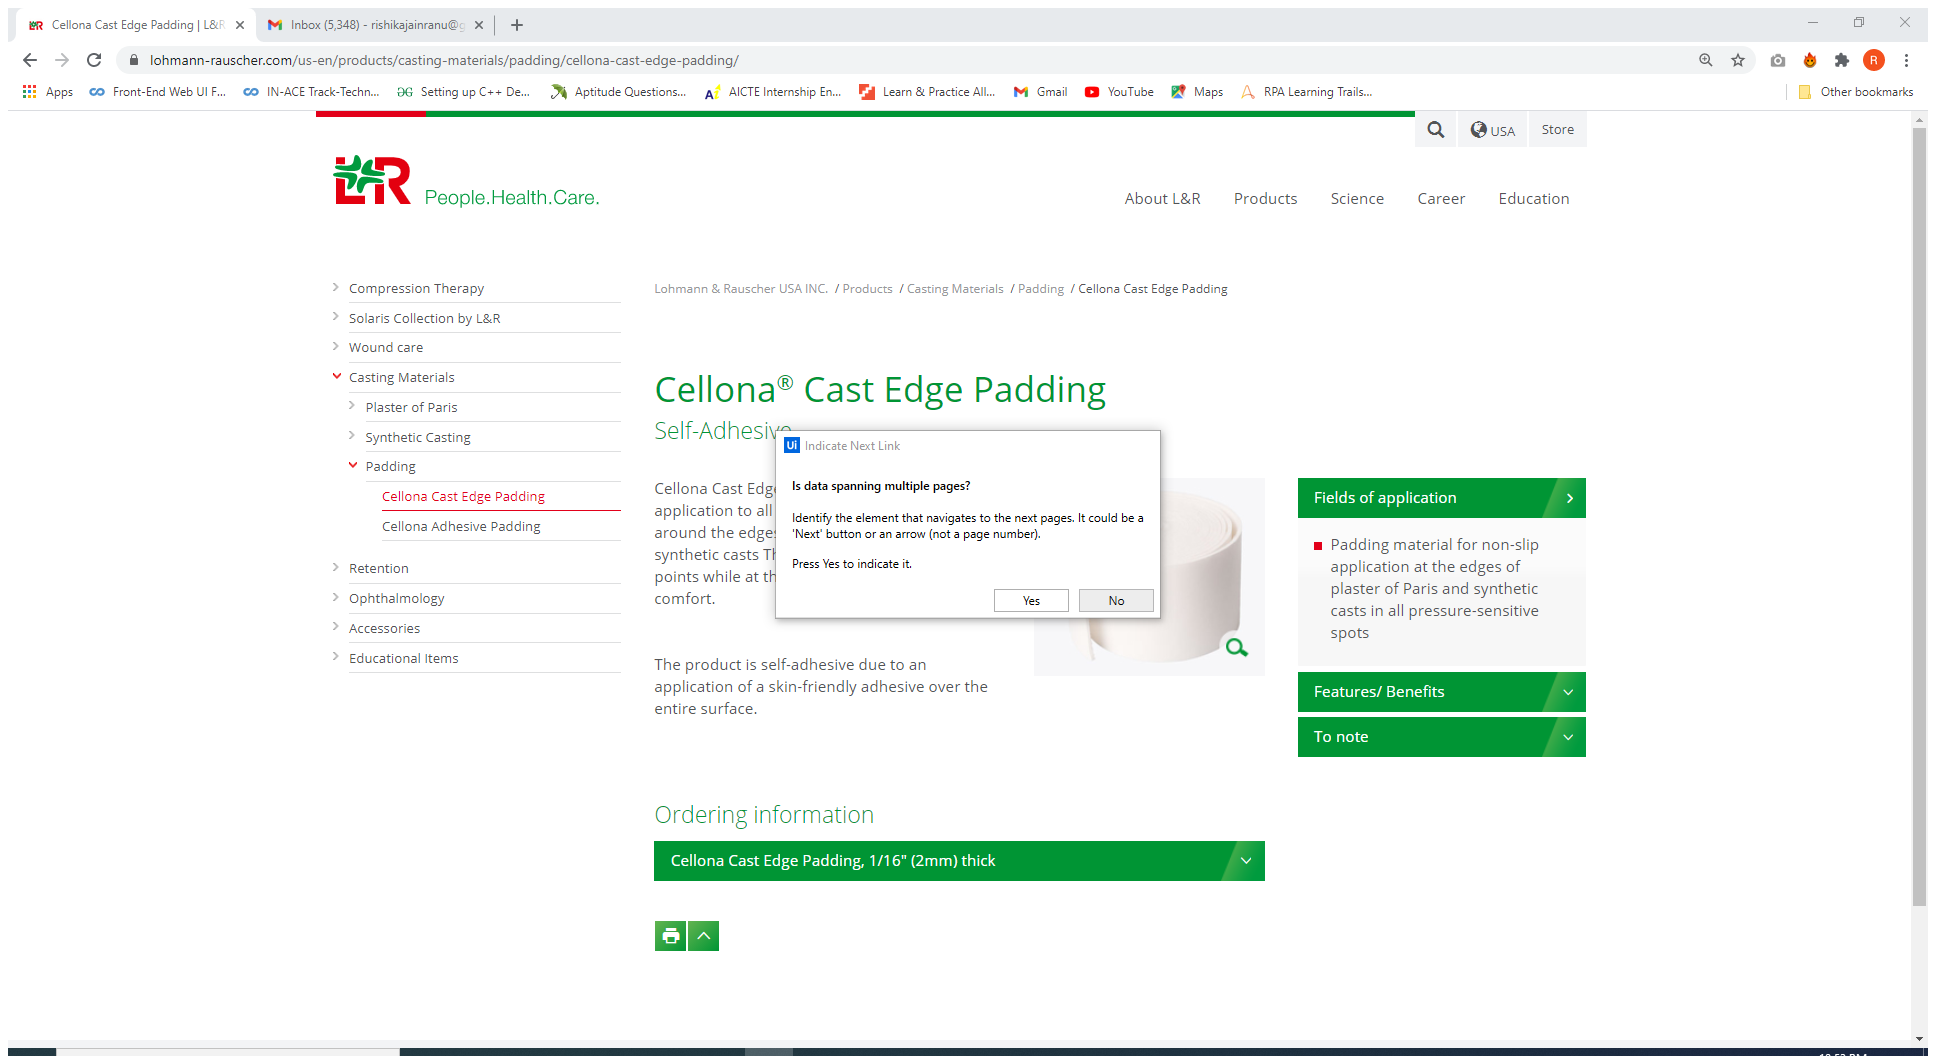 Cellona Cast Edge Padding | L&R
Inbox (5,348) - rishikajainranu@g
lohmann-rauscher.com/us-en/products/casting-materials/padding/cellona-cast-edge-padding/
R
Apps
Front-End Web UI F...
IN-ACE Track-Techn...
Setting up C++ De...
Aptitude Questions...
AICTE Internship En...
Learn & Practice All...
Gmail
YouTube
Maps
RPA Learning Trails...
Other bookmarks
USA
Store
L&R
People.Health.Care.
About L&R
Products
Science
Career
Education
Compression Therapy
Solaris Collection by L&R
Wound care
Casting Materials
Plaster of Paris
Synthetic Casting
Padding
Cellona Cast Edge Padding
Cellona Adhesive Padding
Retention
Ophthalmology
Accessories
Educational Items
Lohmann & Rauscher USA INC. / Products / Casting Materials / Padding / Cellona Cast Edge Padding
Cellona® Cast Edge Padding
Self-Adhesive
Cellona Cast Edg
application to all
around the edges
synthetic casts Th
points while at th
comfort.
The product is self-adhesive due to an
application of a skin-friendly adhesive over the
entire surface.
Ui Indicate Next Link
Is data spanning multiple pages?
Identify the element that navigates to the next pages. It could be a
'Next' button or an arrow (not a page number).
Press Yes to indicate it.
Yes
No
Fields of application
Padding material for non-slip
application at the edges of
plaster of Paris and synthetic
casts in all pressure-sensitive
spots
Features/ Benefits
To note
Ordering information
Cellona Cast Edge Padding, 1/16" (2mm) thick